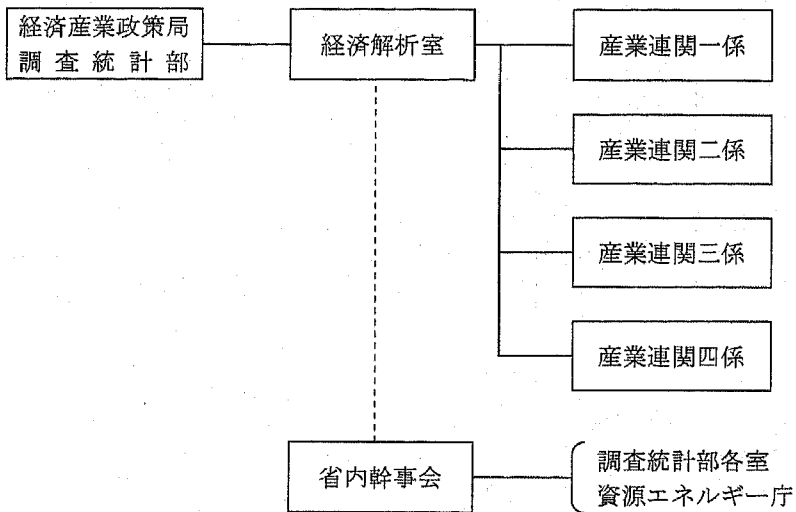 経済産業政策局
調査統計部
経済解析室
産業連関一係
産業連関二係
産業連関三係
産業連関四係
省内幹事会
調査統計部各室
資源エネルギー庁